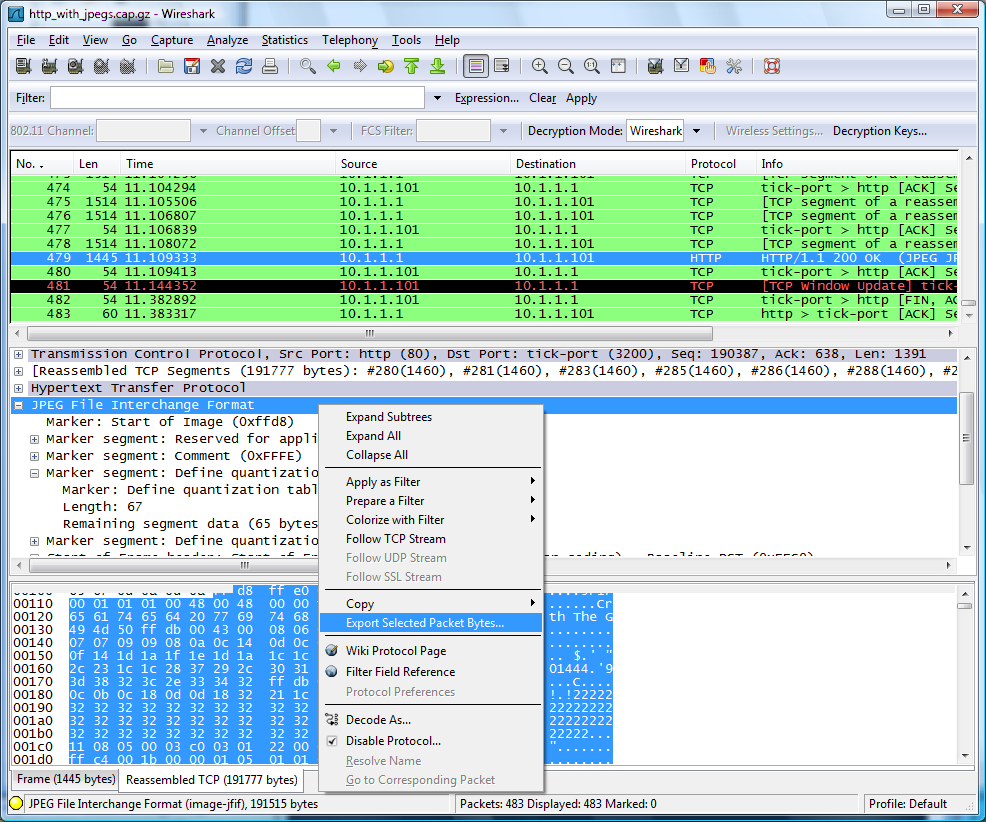 http_with_jpegs.cap.gz - Wireshark
File Edit View Go Capture Analyze Statistics Telephony Tools Help
Filter: Expression... Clear Apply
802.11 Channel: Channel Offset: FCS Filter: Decryption Mode: Wireshark Wireless Settings... Decryption Keys...
No. . Len Time Source Destination Protocol Info
474 54 11.104294 10.1.1.101 10.1.1.1 TCP tick-port > http [ACK] Se
475 1514 11.105506 10.1.1.1 10.1.1.101 TCP [TCP segment of a reassem
476 1514 11.106807 10.1.1.1 10.1.1.101 TCP [TCP segment of a reassem
477 54 11.106839 10.1.1.101 10.1.1.1 TCP tick-port > http [ACK] Se
478 1514 11.108072 10.1.1.1 10.1.1.101 TCP [TCP segment of a reassem
479 1445 11.109333 10.1.1.1 10.1.1.101 HTTP HTTP/1.1 200 OK (JPEG JP
480 54 11.109413 10.1.1.101 10.1.1.1 TCP tick-port > http [ACK] Se
481 54 11.144352 10.1.1.101 10.1.1.1 TCP [TCP Window Update] tick-
482 54 11.382892 10.1.1.101 10.1.1.1 TCP tick-port > http [FIN, AC
483 60 11.383317 10.1.1.1 10.1.1.101 TCP http > tick-port [ACK] Se
Transmission Control Protocol, Src Port: http (80), Dst Port: tick-port (3200), Seq: 190387, Ack: 638, Len: 1391
[Reassembled TCP Segments (191777 bytes): #280(1460), #281(1460), #283(1460), #285(1460), #286(1460), #288(1460), #2
Hypertext Transfer Protocol
JPEG File Interchange Format
Marker: Start of Image (0xffd8)
Marker segment: Reserved for appli
Marker segment: Comment (0xFFFE)
Marker segment: Define quantizatio
Marker: Define quantization tabl
Length: 67
Remaining segment data (65 bytes
Marker segment: Define quantizatio
Expand Subtrees
Expand All
Collapse All
Apply as Filter
Prepare a Filter
Colorize with Filter
Follow TCP Stream
Follow UDP Stream
Follow SSL Stream
Copy
Export Selected Packet Bytes...
Wiki Protocol Page
Filter Field Reference
Protocol Preferences
Decode As...
Disable Protocol...
Resolve Name
Go to Corresponding Packet
00110 00 01 01 01 00 48 00 48 00 00 ......Cr
00120 65 61 74 65 64 20 77 69 74 68 th The G
00130 49 4d 50 ff db 00 43 00 08 06 ........
00140 07 07 09 09 08 0a 0c 14 0d 0c ........
00150 0f 14 1d 1a 1f 1e 1d 1a 1c 1c .. $.' "
00160 2c 23 1c 1c 28 37 29 2c 30 31 01444.'9
00170 3d 38 32 3c 2e 33 34 32 ff db ...C....
00180 0c 0b 0c 18 0d 0d 18 32 21 1c !.!22222
00190 32 32 32 32 32 32 32 32 32 32 22222222
001a0 32 32 32 32 32 32 32 32 32 32 22222222
001b0 32 32 32 32 32 32 32 32 32 32 22222...
001c0 11 08 05 00 03 c0 03 01 22 00 ".......
001d0 ff c4 00 1b 00 00 01 05 01 01
Frame (1445 bytes) Reassembled TCP (191777 bytes)
JPEG File Interchange Format (image-jfif), 191515 bytes Packets: 483 Displayed: 483 Marked: 0 Profile: Default